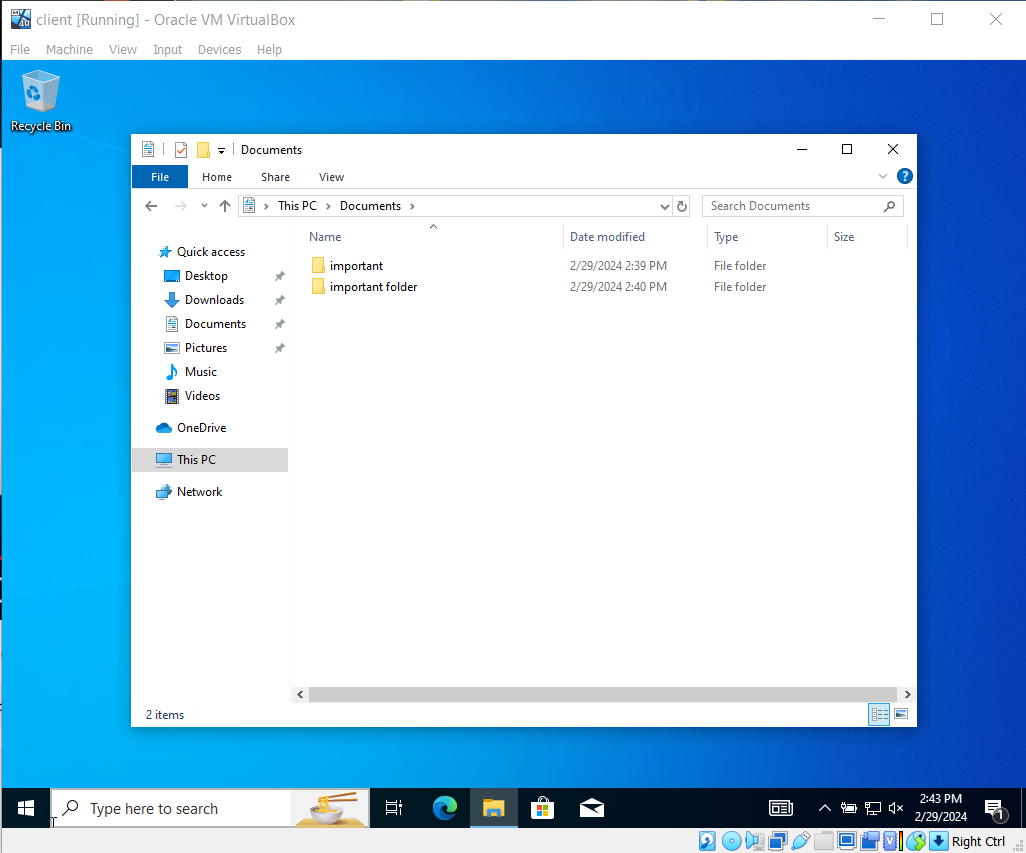 client [Running] - Oracle VM VirtualBox
File Machine View Input Devices Help
Recycle Bin
Documents
File Home Share View
This PC > Documents >
Search Documents
Name Date modified Type Size
Quick access
Desktop
Downloads
Documents
Pictures
Music
Videos
OneDrive
This PC
Network
important 2/29/2024 2:39 PM File folder
important folder 2/29/2024 2:40 PM File folder
2 items
Type here to search
2:43 PM
2/29/2024
1
Right Ctrl